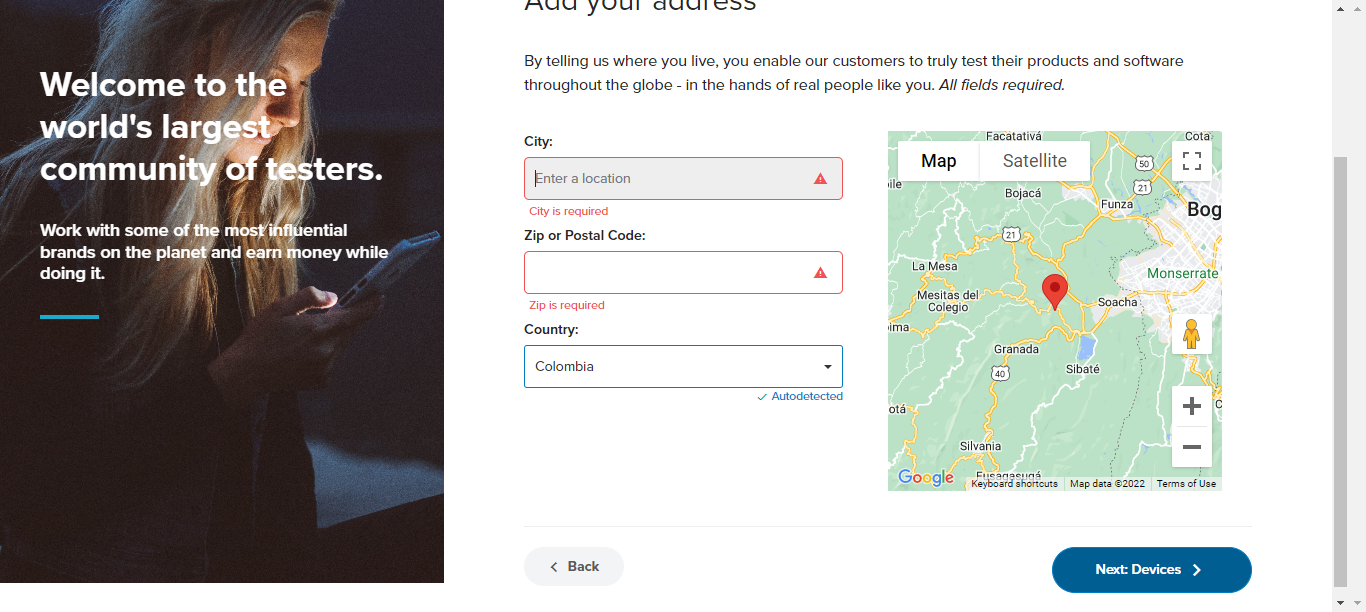 Add your address
Welcome to the
world's largest
community of testers.
Work with some of the most influential
brands on the planet and earn money while
doing it.
By telling us where you live, you enable our customers to truly test their products and software
throughout the globe - in the hands of real people like you. All fields required.
City:
Enter a location
City is required
Zip or Postal Code:
Zip is required
Country:
Colombia
Autodetected
Facatativá
Cota
Map
Satellite
50
21
Bojacá
Funza
Bog
21
La Mesa
Monserrate
Mesitas del
Colegio
Soacha
ima
Granada
Sibaté
40
otá
Silvania
Fusagasugá
Google
Keyboard shortcuts
Map data ©2022
Terms of Use
Back
Next: Devices